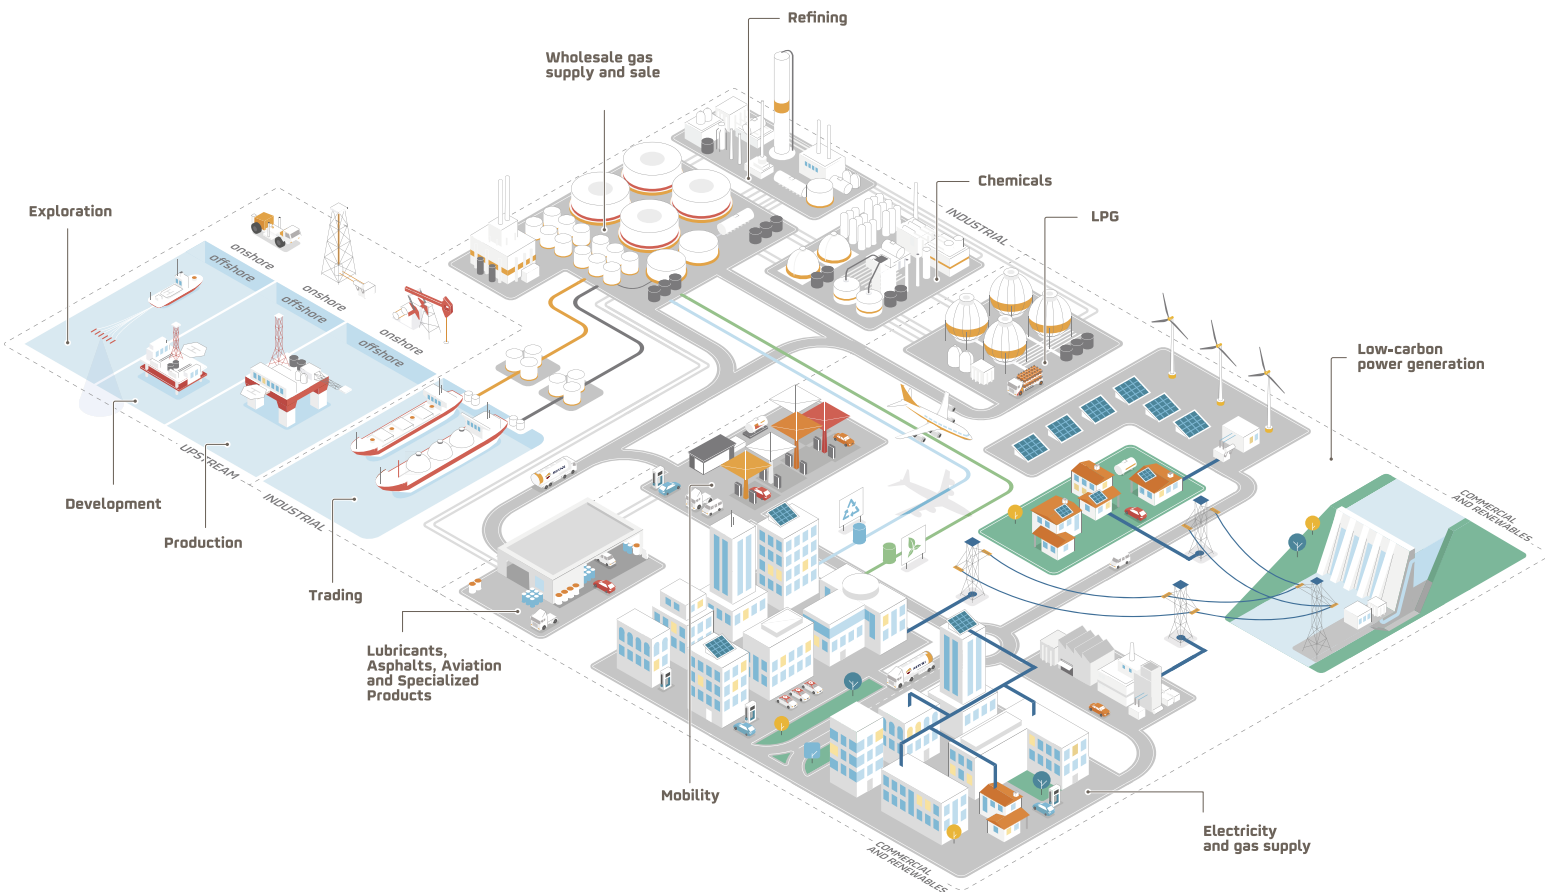 Refining
Wholesale gas
supply and sale
Chemicals
INDUSTRIAL
LPG
Exploration
onshore
offshore
onshore
offshore
onshore
offshore
Low-carbon
power generation
UPSTREAM
INDUSTRIAL
COMMERCIAL
AND RENEWABLES
Development
Production
Trading
Lubricants,
Asphalts, Aviation
and Specialized
Products
Mobility
Electricity
and gas supply
COMMERCIAL
AND RENEWABLES